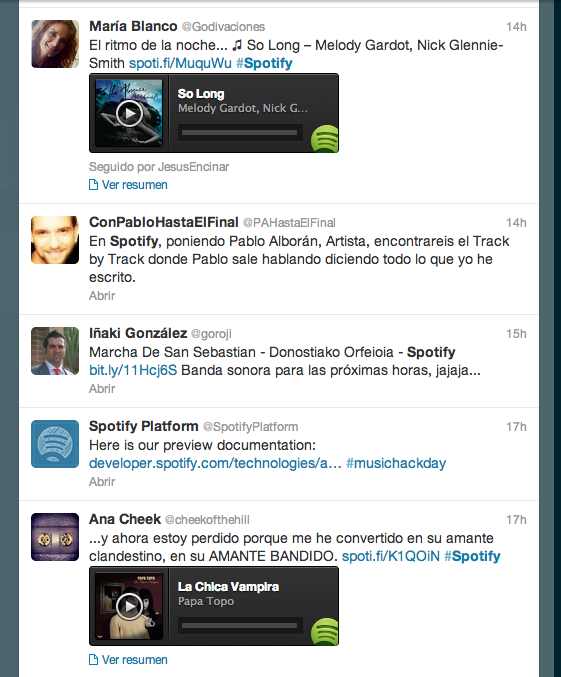 María Blanco @Godivaciones 14h
El ritmo de la noche... ♫ So Long – Melody Gardot, Nick Glennie-
Smith spoti.fi/MuquWu #Spotify
So Long
Melody Gardot, Nick G...
Seguido por JesusEncinar
Ver resumen
ConPabloHastaElFinal @PAHastaElFinal 14h
En Spotify, poniendo Pablo Alborán, Artista, encontrareis el Track
by Track donde Pablo sale hablando diciendo todo lo que yo he
escrito.
Abrir
Iñaki González @goroji 15h
Marcha De San Sebastian - Donostiako Orfeioia - Spotify
bit.ly/11Hcj6S Banda sonora para las próximas horas, jajaja...
Abrir
Spotify Platform @SpotifyPlatform 17h
Here is our preview documentation:
developer.spotify.com/technologies/a… #musichackday
Abrir
Ana Cheek @cheekofthehill 17h
...y ahora estoy perdido porque me he convertido en su amante
clandestino, en su AMANTE BANDIDO. spoti.fi/K1QOiN #Spotify
PAPA TOPO
La Chica Vampira
Papa Topo
Ver resumen